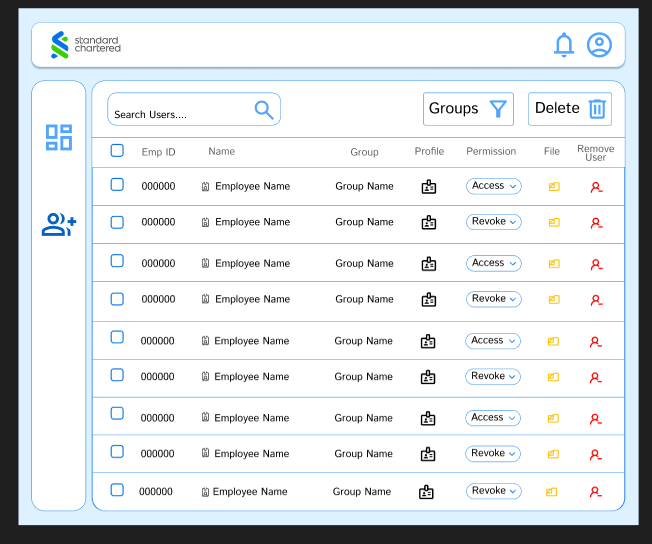 standard
chartered
Search Users....
Groups
Delete
Emp ID Name Group Profile Permission File Remove
User
000000 Employee Name Group Name Access
000000 Employee Name Group Name Revoke
000000 Employee Name Group Name Access
000000 Employee Name Group Name Revoke
000000 Employee Name Group Name Access
000000 Employee Name Group Name Revoke
000000 Employee Name Group Name Access
000000 Employee Name Group Name Revoke
000000 Employee Name Group Name Revoke